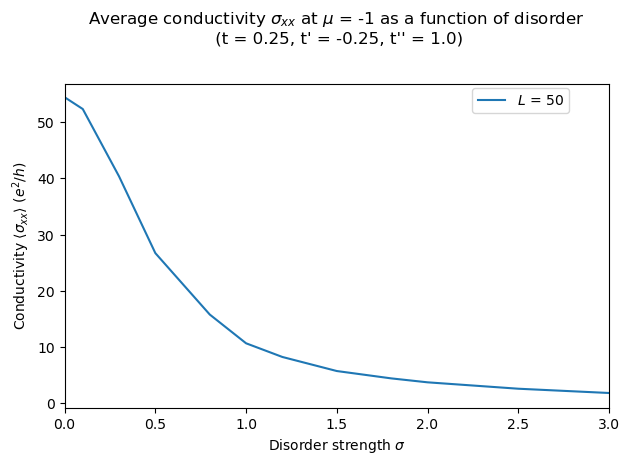 Average conductivity σxx at μ = -1 as a function of disorder
(t = 0.25, t' = -0.25, t'' = 1.0)
L = 50
Conductivity ⟨σxx⟩ (e²/h)
50
40
30
20
10
0
0.0 0.5 1.0 1.5 2.0 2.5 3.0
Disorder strength σ